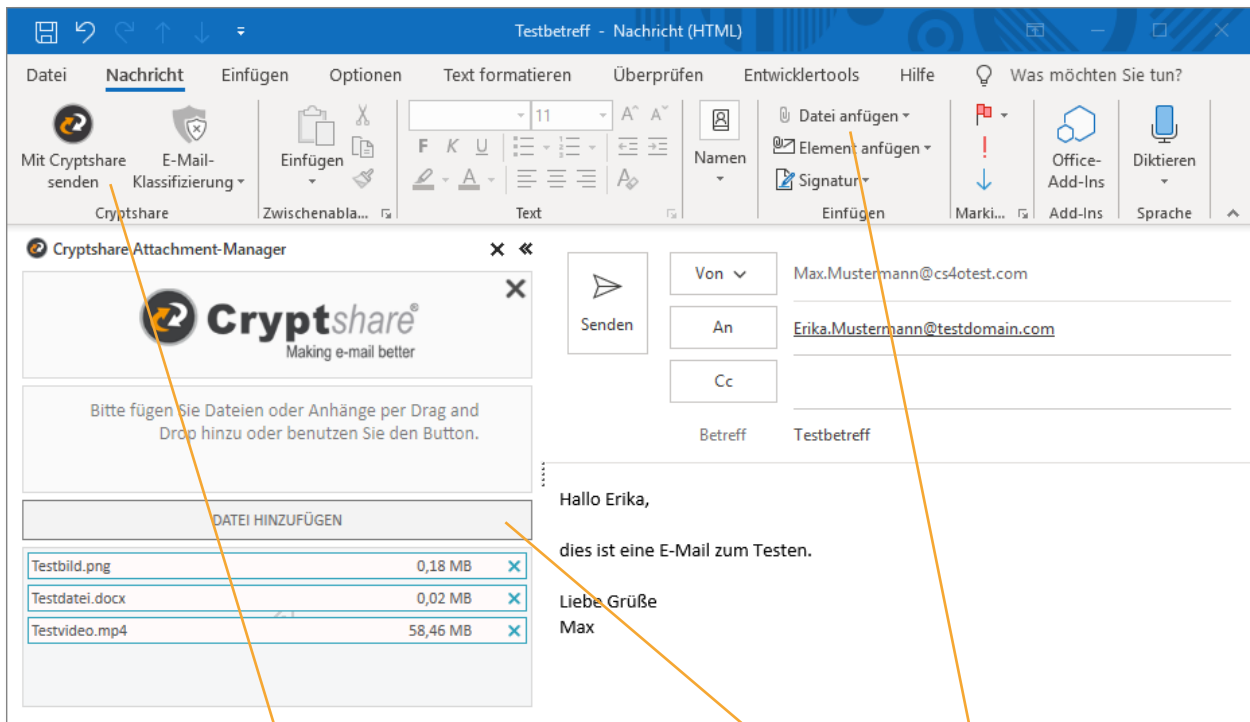 Testbetreff - Nachricht (HTML)
Datei Nachricht Einfügen Optionen Text formatieren Überprüfen Entwicklertools Hilfe Was möchten Sie tun?
Mit Cryptshare senden
E-Mail-Klassifizierung
Cryptshare
Einfügen
Zwischenabla...
11
F K U
A
Text
Namen
Datei anfügen
Element anfügen
Signatur
Einfügen
Marki...
Office-Add-Ins
Add-Ins
Diktieren
Sprache
Cryptshare Attachment-Manager
Cryptshare®
Making e-mail better
Bitte fügen Sie Dateien oder Anhänge per Drag and
Drop hinzu oder benutzen Sie den Button.
DATEI HINZUFÜGEN
Testbild.png 0,18 MB
Testdatei.docx 0,02 MB
Testvideo.mp4 58,46 MB
Senden
Von Max.Mustermann@cs4otest.com
An Erika.Mustermann@testdomain.com
Cc
Betreff Testbetreff
Hallo Erika,
dies ist eine E-Mail zum Testen.
Liebe Grüße
Max